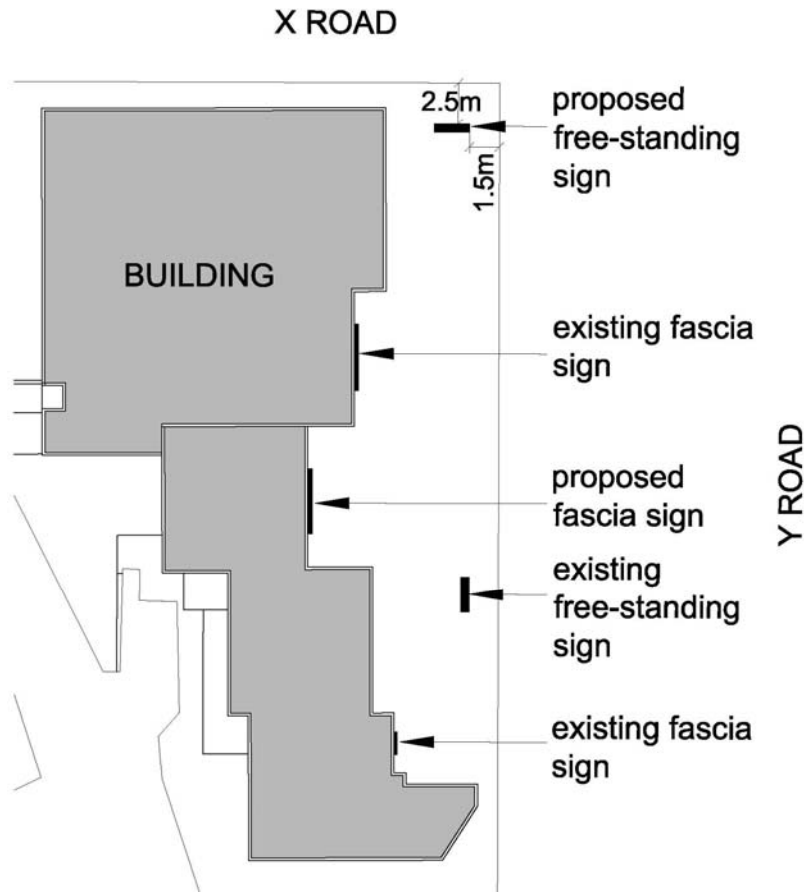 X ROAD
2.5m
proposed
free-standing
sign
1.5m
BUILDING
existing fascia
sign
Y ROAD
proposed
fascia sign
existing
free-standing
sign
existing fascia
sign